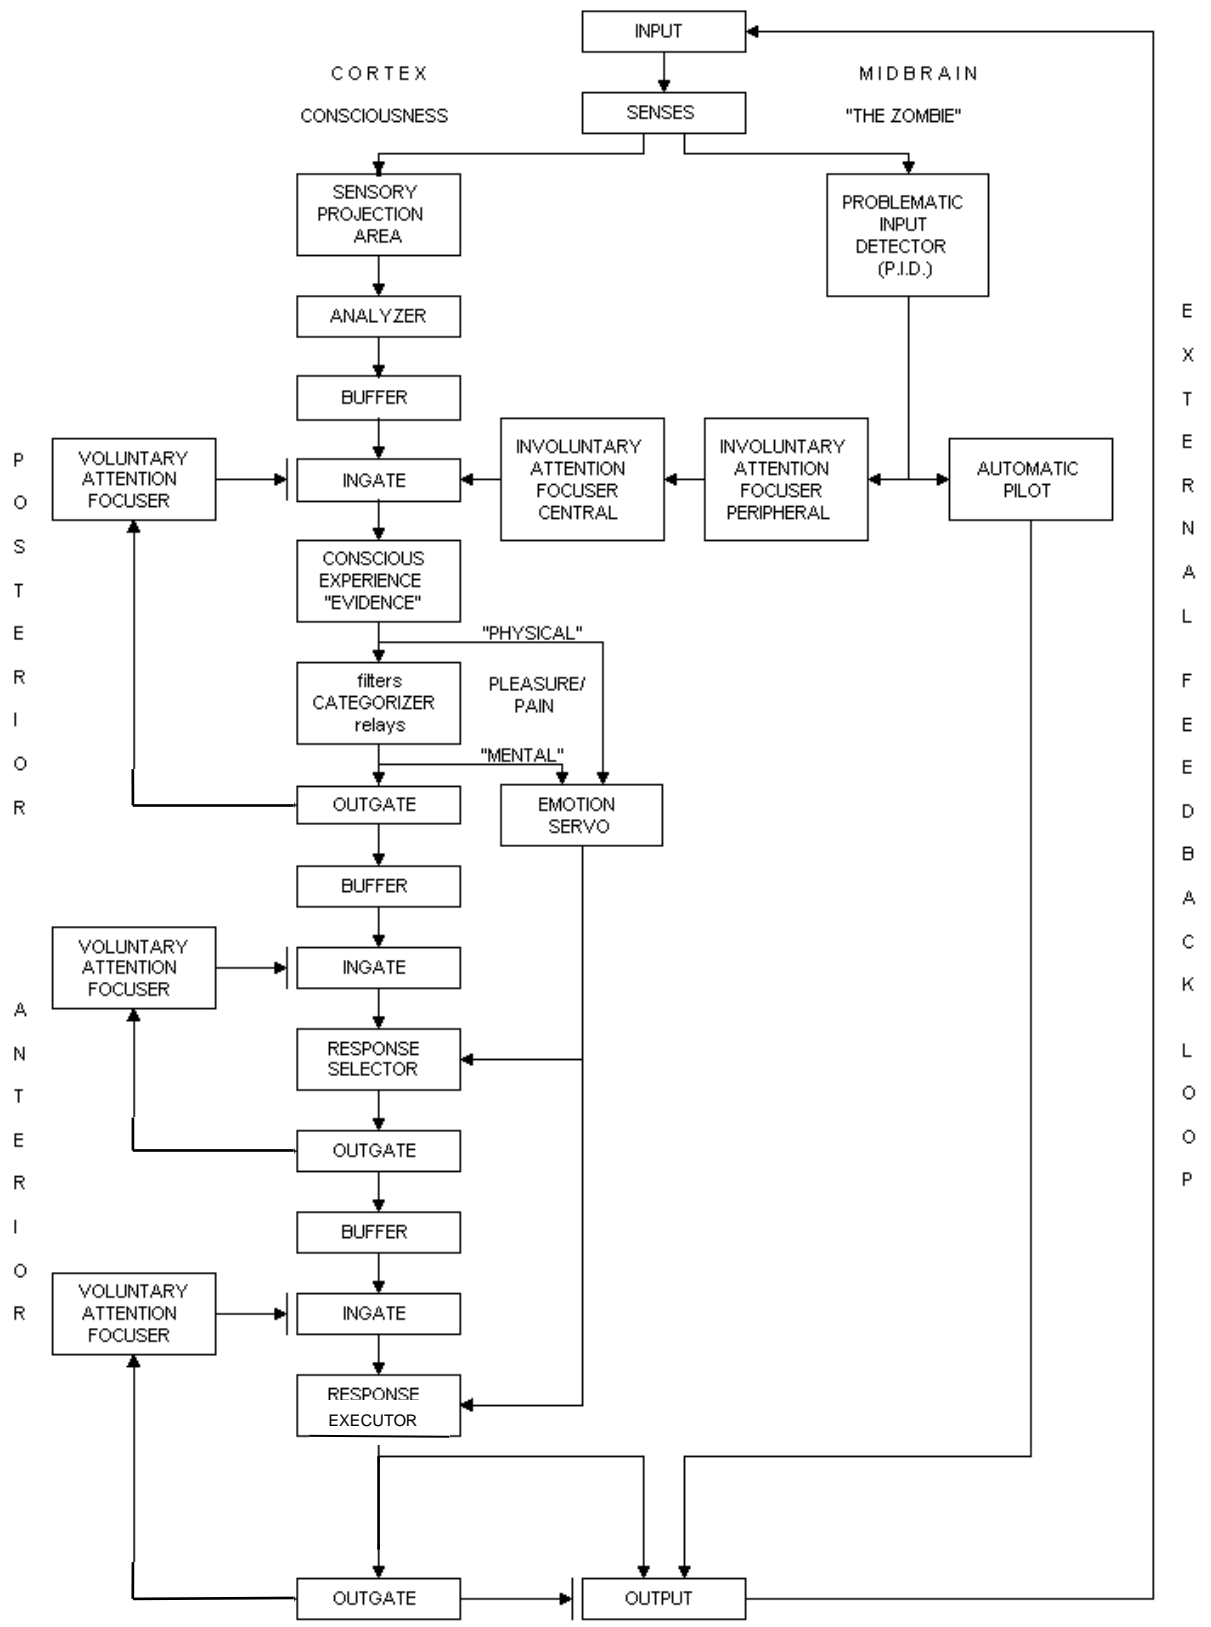 INPUT
C O R T E X
M I D B R A I N
CONSCIOUSNESS
SENSES
"THE ZOMBIE"
SENSORY
PROJECTION
AREA
PROBLEMATIC
INPUT
DETECTOR
(P.I.D.)
ANALYZER
BUFFER
VOLUNTARY
ATTENTION
FOCUSER
INGATE
INVOLUNTARY
ATTENTION
FOCUSER
CENTRAL
INVOLUNTARY
ATTENTION
FOCUSER
PERIPHERAL
AUTOMATIC
PILOT
CONSCIOUS
EXPERIENCE
"EVIDENCE"
"PHYSICAL"
filters
CATEGORIZER
relays
PLEASURE/
PAIN
"MENTAL"
OUTGATE
EMOTION
SERVO
BUFFER
VOLUNTARY
ATTENTION
FOCUSER
INGATE
RESPONSE
SELECTOR
OUTGATE
BUFFER
VOLUNTARY
ATTENTION
FOCUSER
INGATE
RESPONSE
EXECUTOR
OUTGATE
OUTPUT
P O S T E R I O R
A N T E R I O R
E X T E R N A L F E E D B A C K L O O P